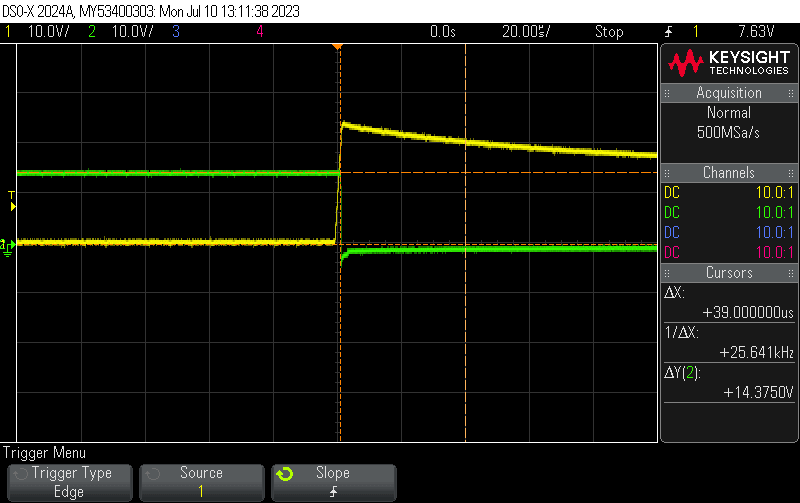 DSO-X 2024A, MY53400303: Mon Jul 10 13:11:38 2023
1 10.0V/ 2 10.0V/ 3 4 0.0s 20.00us/ Stop 1 7.63V
KEYSIGHT
TECHNOLOGIES
Acquisition
Normal
500MSa/s
Channels
DC 10.0:1
DC 10.0:1
DC 10.0:1
DC 10.0:1
Cursors
ΔX:
+39.000000us
1/ΔX:
+25.641kHz
ΔY(2):
+14.3750V
T
2
Trigger Menu
Trigger Type
Edge
Source
1
Slope